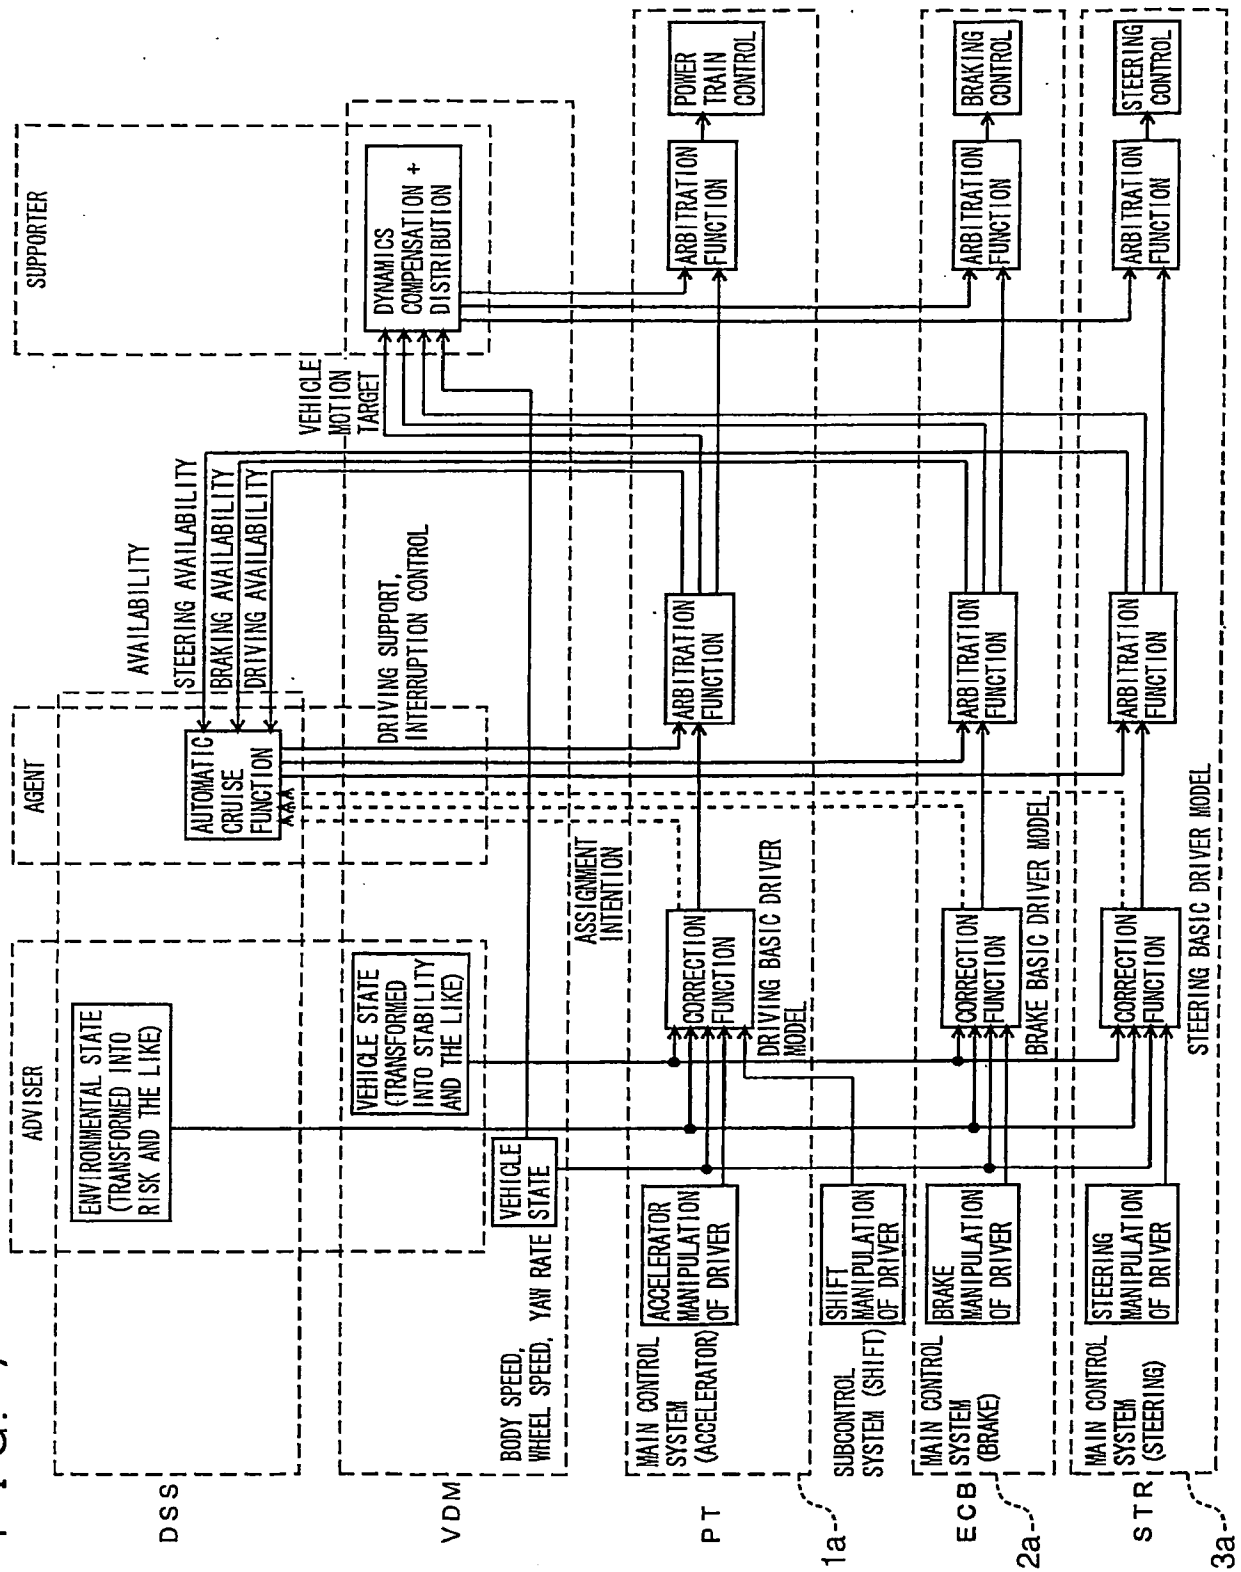 FIG. 7
ADVISER
AGENT
SUPPORTER
DSS
ENVIRONMENTAL STATE
(TRANSFORMED INTO
RISK AND THE LIKE)
AUTOMATIC
CRUISE
FUNCTION
AVAILABILITY
STEERING AVAILABILITY
BRAKING AVAILABILITY
DRIVING AVAILABILITY
VDM
BODY SPEED,
WHEEL SPEED, YAW RATE
VEHICLE
STATE
VEHICLE STATE
(TRANSFORMED
INTO STABILITY
AND THE LIKE)
DRIVING SUPPORT,
INTERRUPTION CONTROL
VEHICLE
MOTION
TARGET
DYNAMICS
COMPENSATION +
DISTRIBUTION
ASSIGNMENT
INTENTION
PT
MAIN CONTROL
SYSTEM
(ACCELERATOR)
ACCELERATOR
MANIPULATION
OF DRIVER
CORRECTION
FUNCTION
DRIVING BASIC DRIVER
MODEL
ARBITRATION
FUNCTION
ARBITRATION
FUNCTION
POWER
TRAIN
CONTROL
1a
SUBCONTROL
SYSTEM (SHIFT)
SHIFT
MANIPULATION
OF DRIVER
ECB
MAIN CONTROL
SYSTEM
(BRAKE)
BRAKE
MANIPULATION
OF DRIVER
CORRECTION
FUNCTION
BRAKE BASIC DRIVER MODEL
ARBITRATION
FUNCTION
ARBITRATION
FUNCTION
BRAKING
CONTROL
2a
STR
MAIN CONTROL
SYSTEM
(STEERING)
STEERING
MANIPULATION
OF DRIVER
CORRECTION
FUNCTION
STEERING BASIC DRIVER MODEL
ARBITRATION
FUNCTION
ARBITRATION
FUNCTION
STEERING
CONTROL
3a